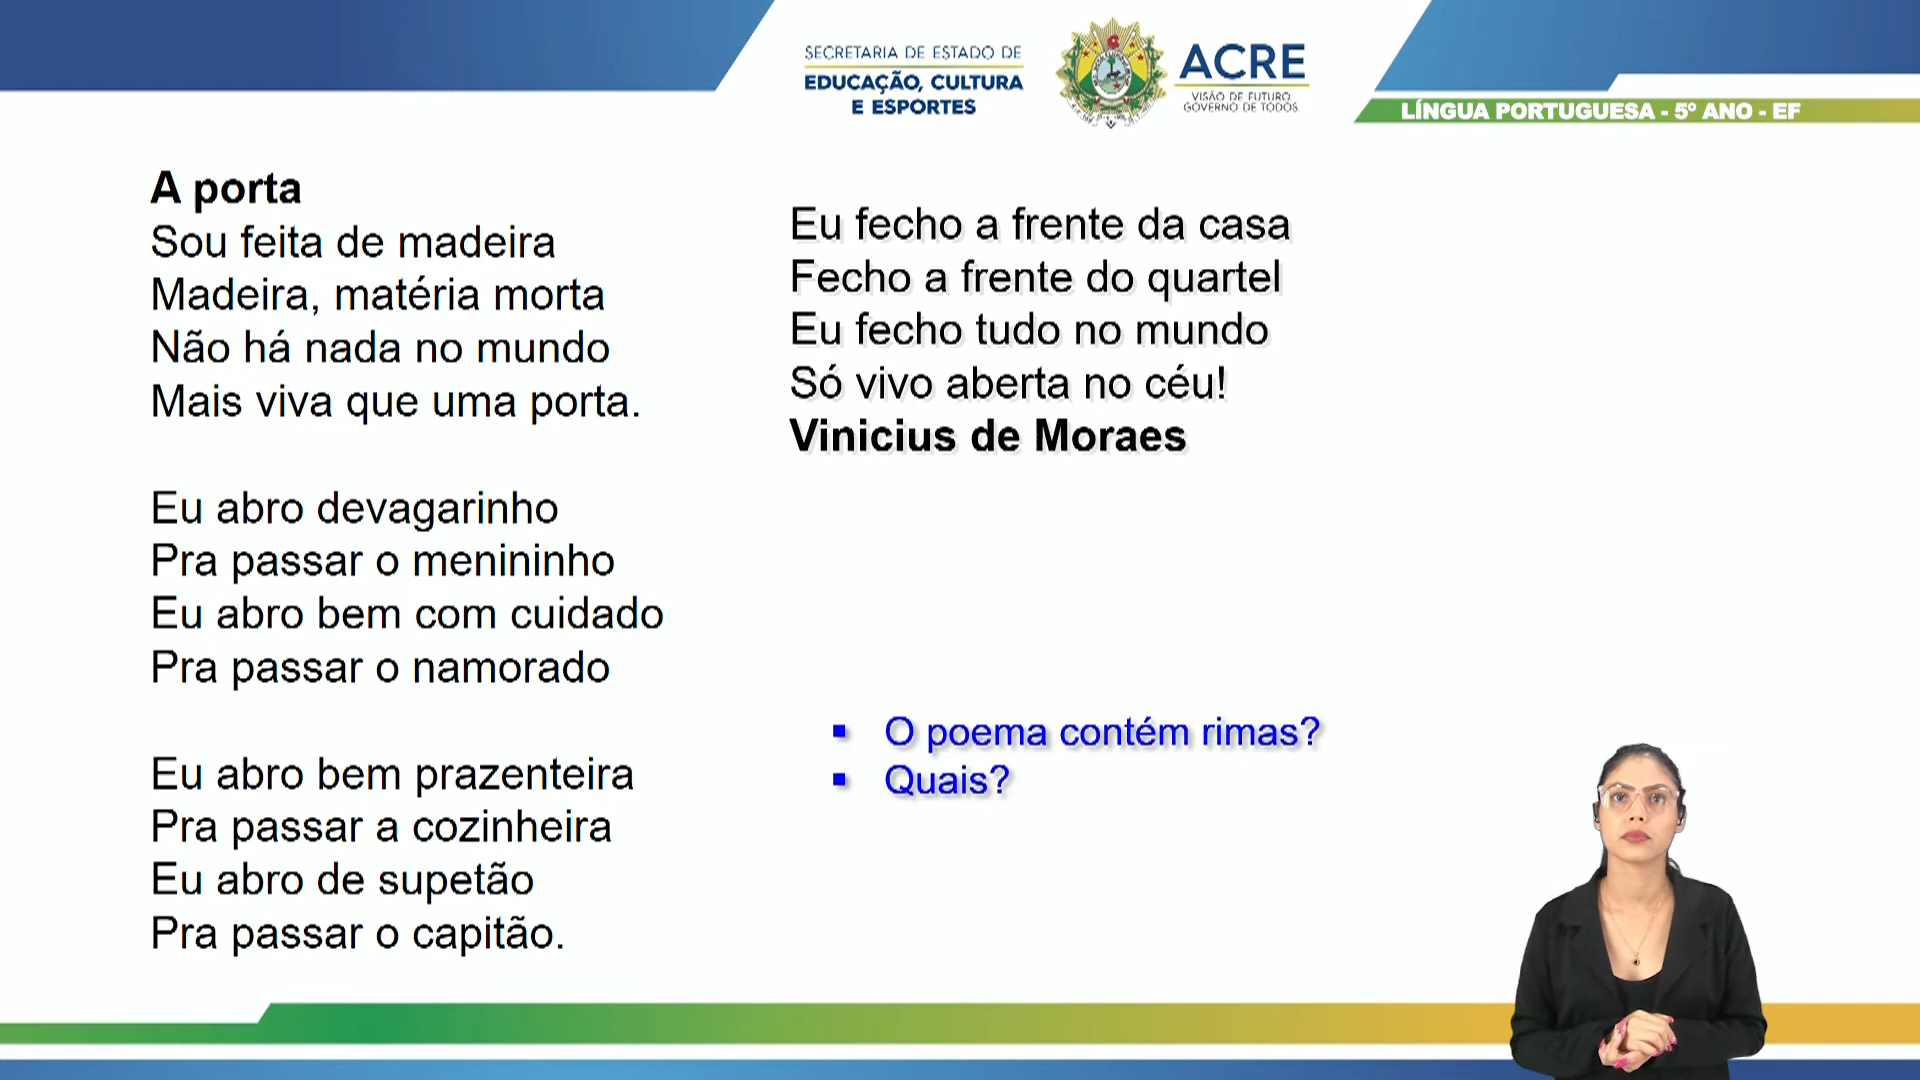 SECRETARIA DE ESTADO DE
EDUCAÇÃO, CULTURA
E ESPORTES
ACRE
VISÃO DE FUTURO.
GOVERNO DE TODOS.
LÍNGUA PORTUGUESA - 5º ANO - EF
A porta
Sou feita de madeira
Madeira, matéria morta
Não há nada no mundo
Mais viva que uma porta.
Eu abro devagarinho
Pra passar o menininho
Eu abro bem com cuidado
Pra passar o namorado
Eu abro bem prazenteira
Pra passar a cozinheira
Eu abro de supetão
Pra passar o capitão.
Eu fecho a frente da casa
Fecho a frente do quartel
Eu fecho tudo no mundo
Só vivo aberta no céu!
Vinicius de Moraes
▪ O poema contém rimas?
▪ Quais?